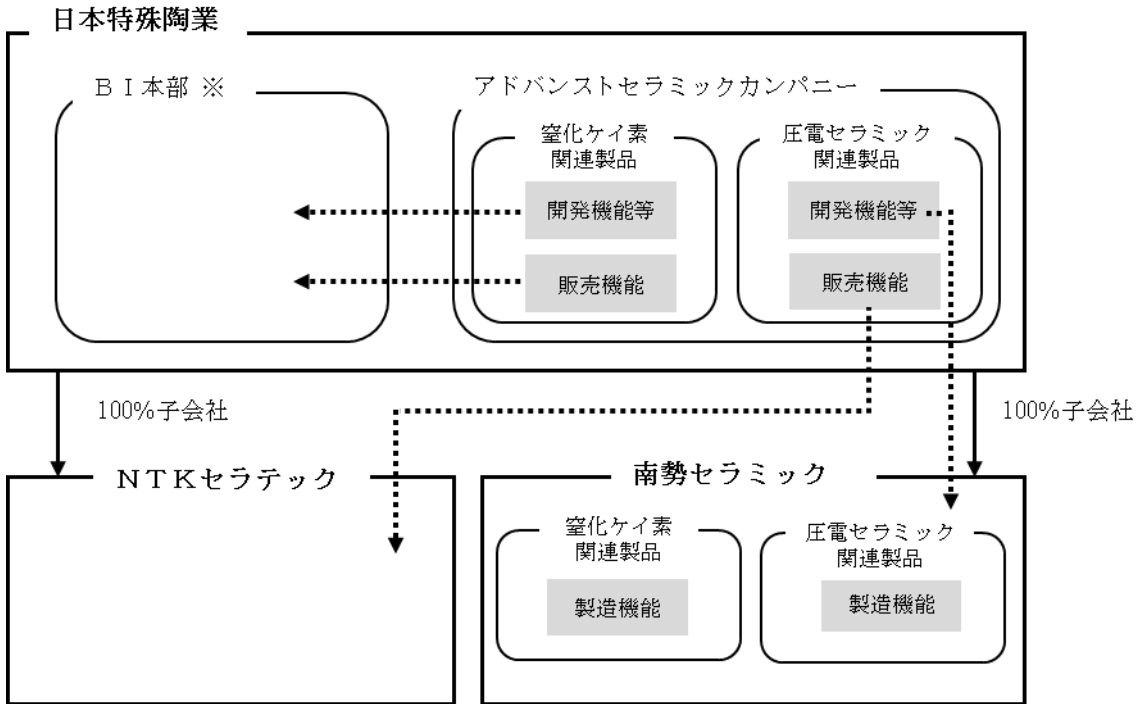 日本特殊陶業
ＢＩ本部 ※
アドバンストセラミックカンパニー
窒化ケイ素
関連製品
開発機能等
販売機能
圧電セラミック
関連製品
開発機能等
販売機能
100%子会社
100%子会社
ＮＴＫセラテック
南勢セラミック
窒化ケイ素
関連製品
製造機能
圧電セラミック
関連製品
製造機能